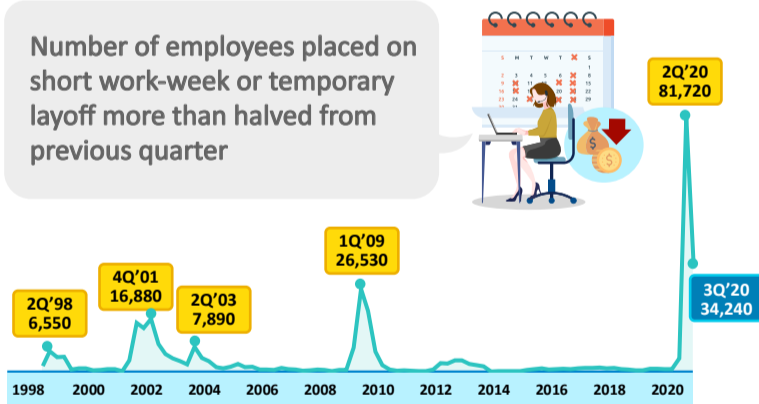 Number of employees placed on
short work-week or temporary
layoff more than halved from
previous quarter
S M T W T S
2Q'20
81,720
1Q'09
26,530
4Q'01
16,880
2Q'03
7,890
2Q'98
6,550
3Q'20
34,240
1998 2000 2002 2004 2006 2008 2010 2012 2014 2016 2018 2020